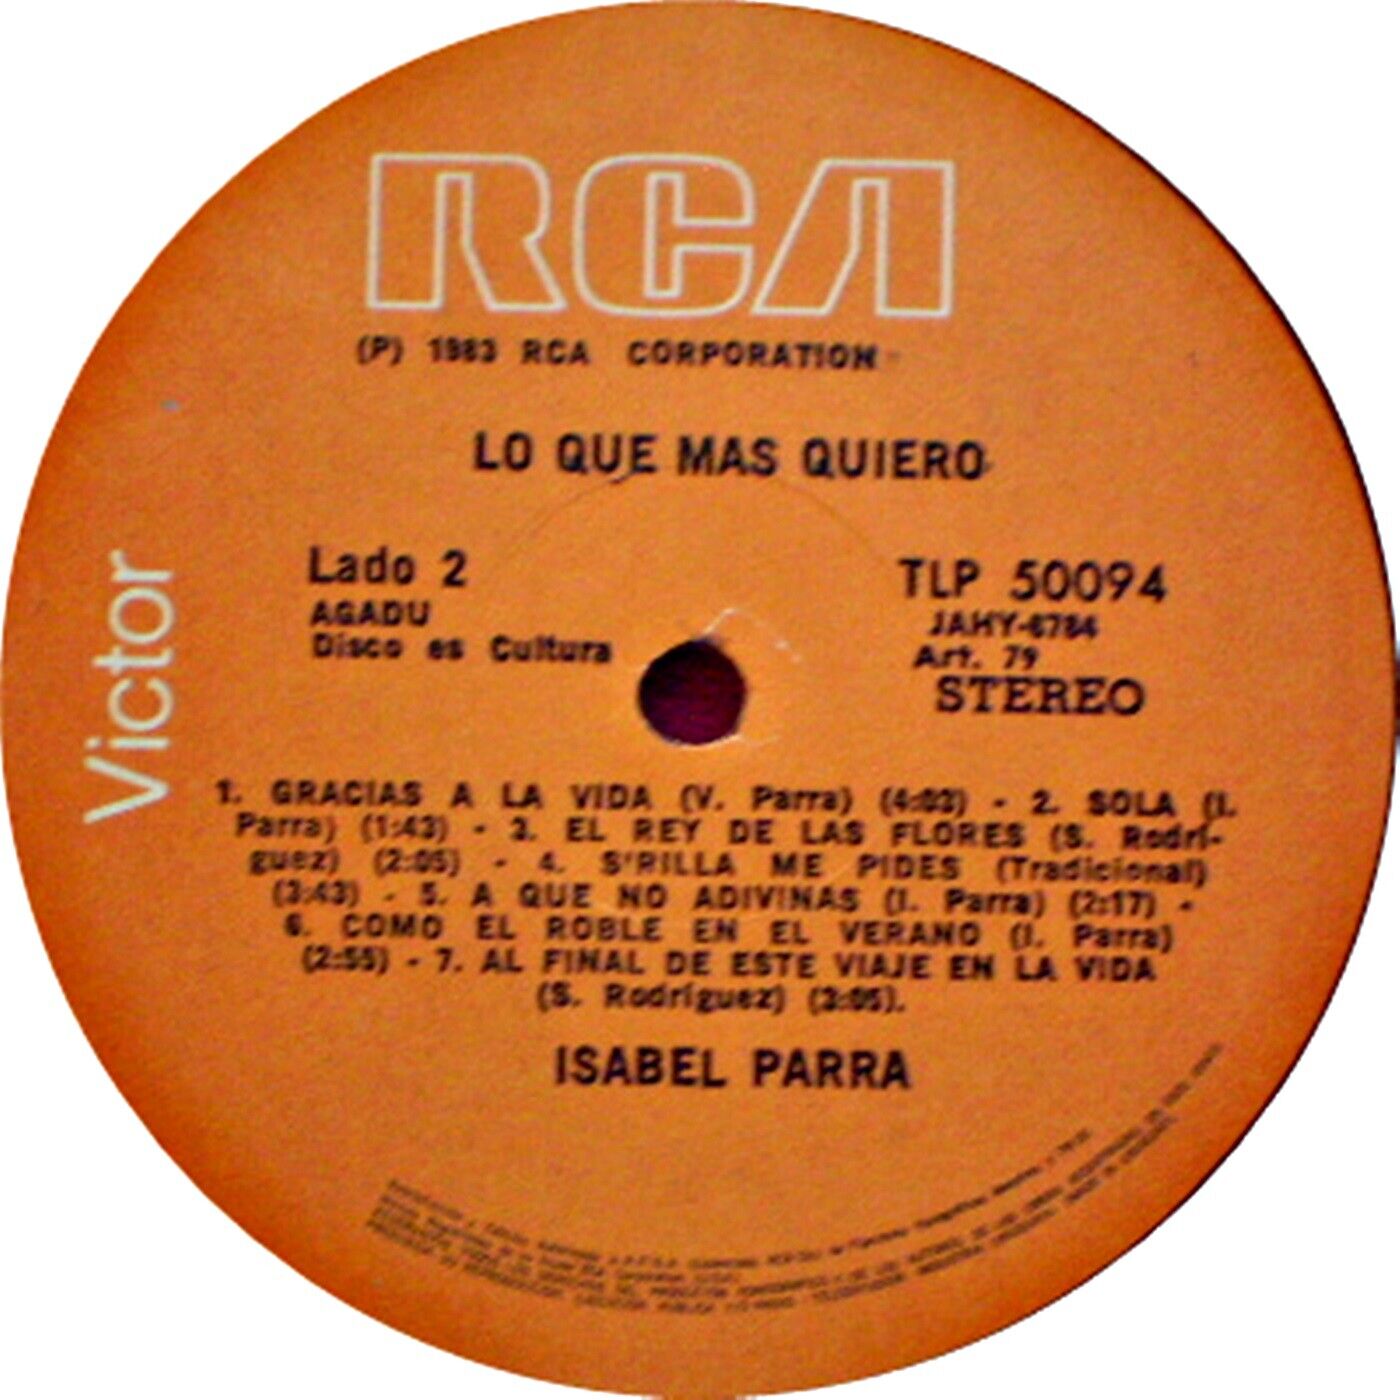 RCA
(P) 1983 RCA CORPORATION
LO QUE MAS QUIERO
Victor
Lado 2
AGADU
Disco es Cultura
TLP 50094
JAHY-6784
Art. 79
STEREO
1. GRACIAS A LA VIDA (V. Parra) (4:03) - 2. SOLA (I.
Parra) (1:43) - 3. EL REY DE LAS FLORES (S. Rodrí-
guez) (2:05) - 4. S'RILLA ME PIDES (Tradicional)
(3:43) - 5. A QUE NO ADIVINAS (I. Parra) (2:17) -
6. COMO EL ROBLE EN EL VERANO (I. Parra)
(2:55) - 7. AL FINAL DE ESTE VIAJE EN LA VIDA
(S. Rodríguez) (3:05).
ISABEL PARRA